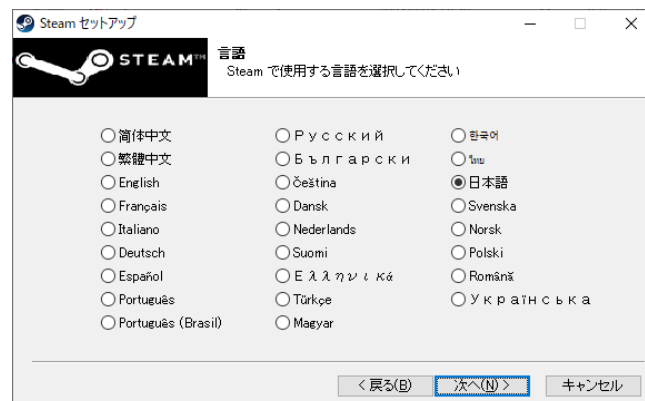 Steam セットアップ
STEAM™
言語
Steam で使用する言語を選択してください
简体中文
繁體中文
English
Français
Italiano
Deutsch
Español
Português
Português (Brasil)
Русский
Български
Čeština
Dansk
Nederlands
Suomi
Ελληνικά
Türkçe
Magyar
한국어
ไทย
日本語
Svenska
Norsk
Polski
Română
Українська
< 戻る(B)
次へ(N) >
キャンセル